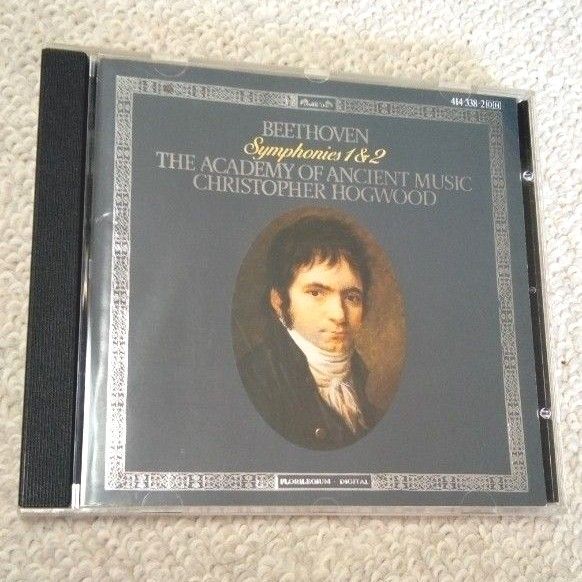 414 338-2
BEETHOVEN
Symphonies 1 & 2
THE ACADEMY OF ANCIENT MUSIC
CHRISTOPHER HOGWOOD
FLORILEGIUM · DIGITAL